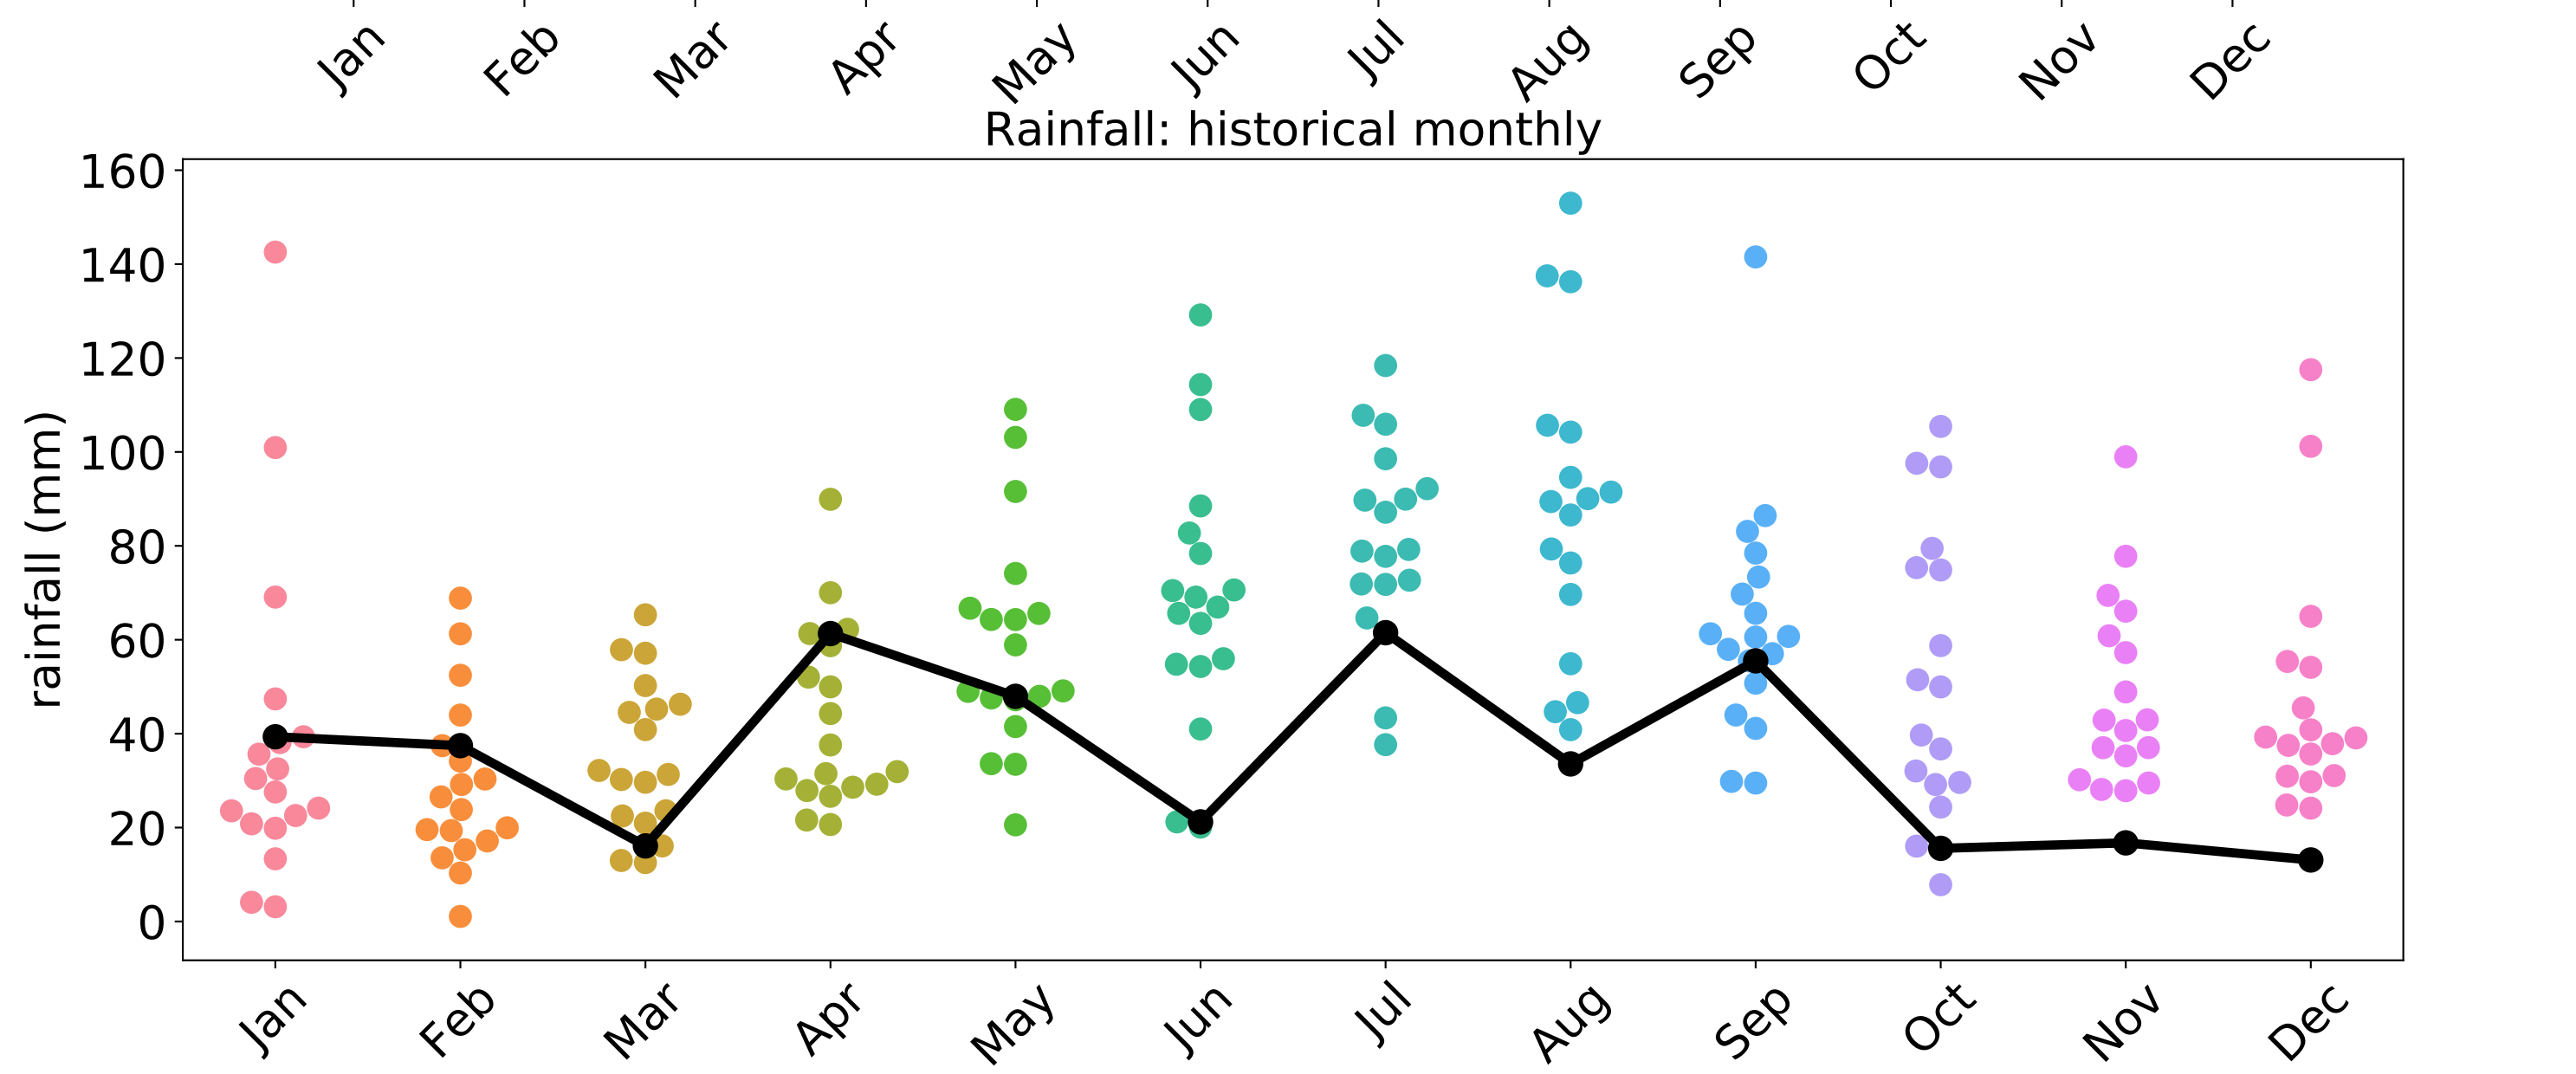 Jan Feb Mar Apr May Jun Jul Aug Sep Oct Nov Dec
Rainfall: historical monthly
160
140
120
100
80
60
40
20
0
rainfall (mm)
Jan Feb Mar Apr May Jun Jul Aug Sep Oct Nov Dec